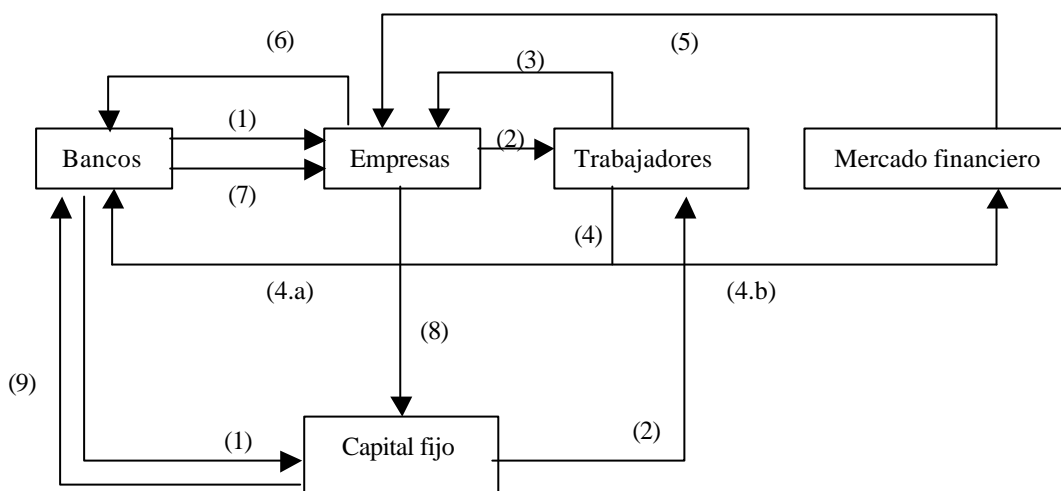 (5)
(6)
(3)
(1)
(2)
Bancos
Empresas
Trabajadores
Mercado financiero
(7)
(4)
(4.a)
(4.b)
(8)
(9)
(1)
(2)
Capital fijo